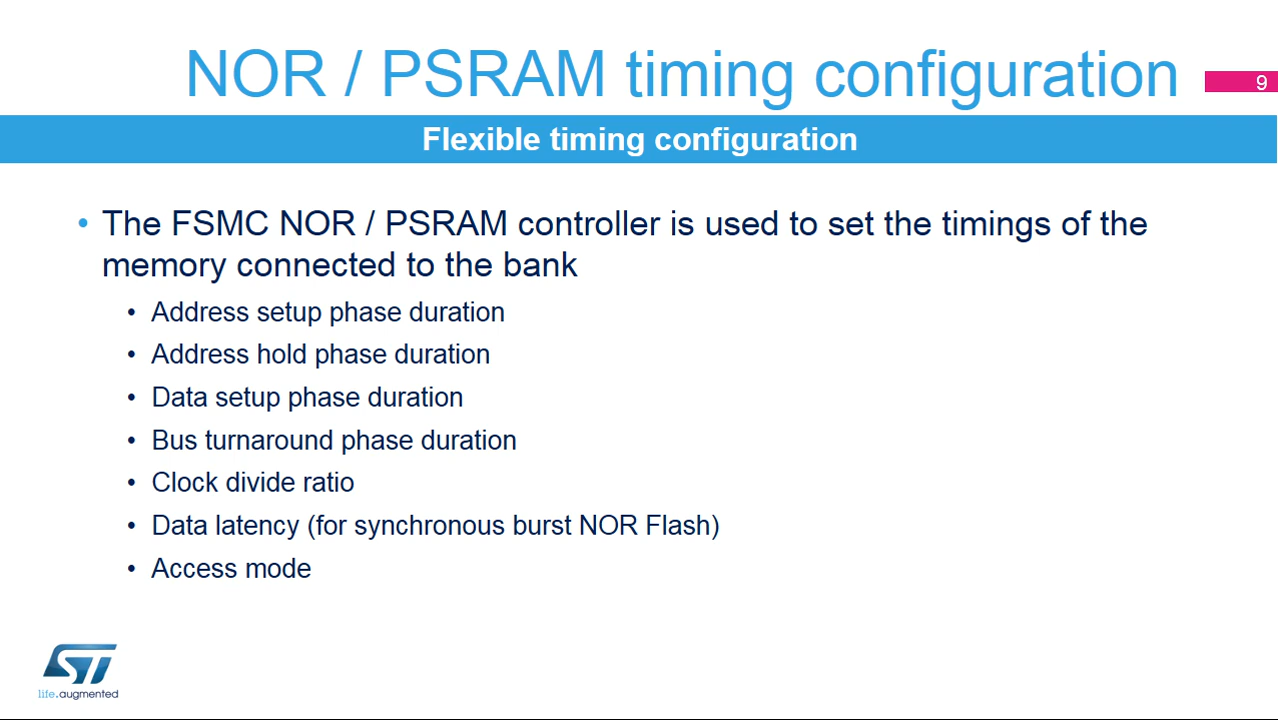 NOR / PSRAM timing configuration
9
Flexible timing configuration
• The FSMC NOR / PSRAM controller is used to set the timings of the
memory connected to the bank
• Address setup phase duration
• Address hold phase duration
• Data setup phase duration
• Bus turnaround phase duration
• Clock divide ratio
• Data latency (for synchronous burst NOR Flash)
• Access mode
ST
life.augmented